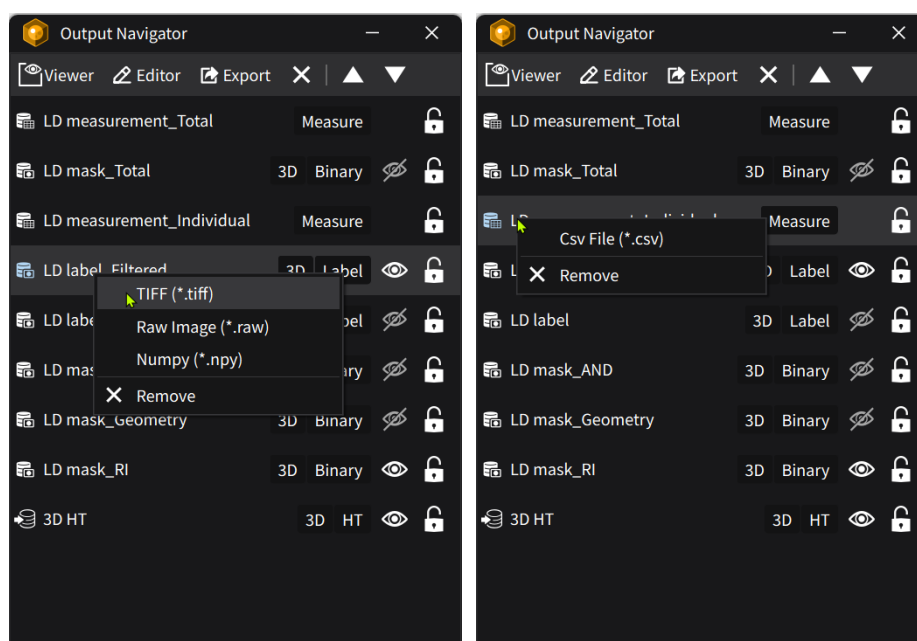 Output Navigator
Viewer Editor Export
LD measurement_Total Measure
LD mask_Total 3D Binary
LD measurement_Individual Measure
LD label_Filtered 3D Label
TIFF (*.tiff)
Raw Image (*.raw)
Numpy (*.npy)
Remove
LD mask_Geometry 3D Binary
LD mask_RI 3D Binary
3D HT 3D HT
Output Navigator
Viewer Editor Export
LD measurement_Total Measure
LD mask_Total 3D Binary
Measure
Csv File (*.csv)
Label
Remove
LD label 3D Label
LD mask_AND 3D Binary
LD mask_Geometry 3D Binary
LD mask_RI 3D Binary
3D HT 3D HT